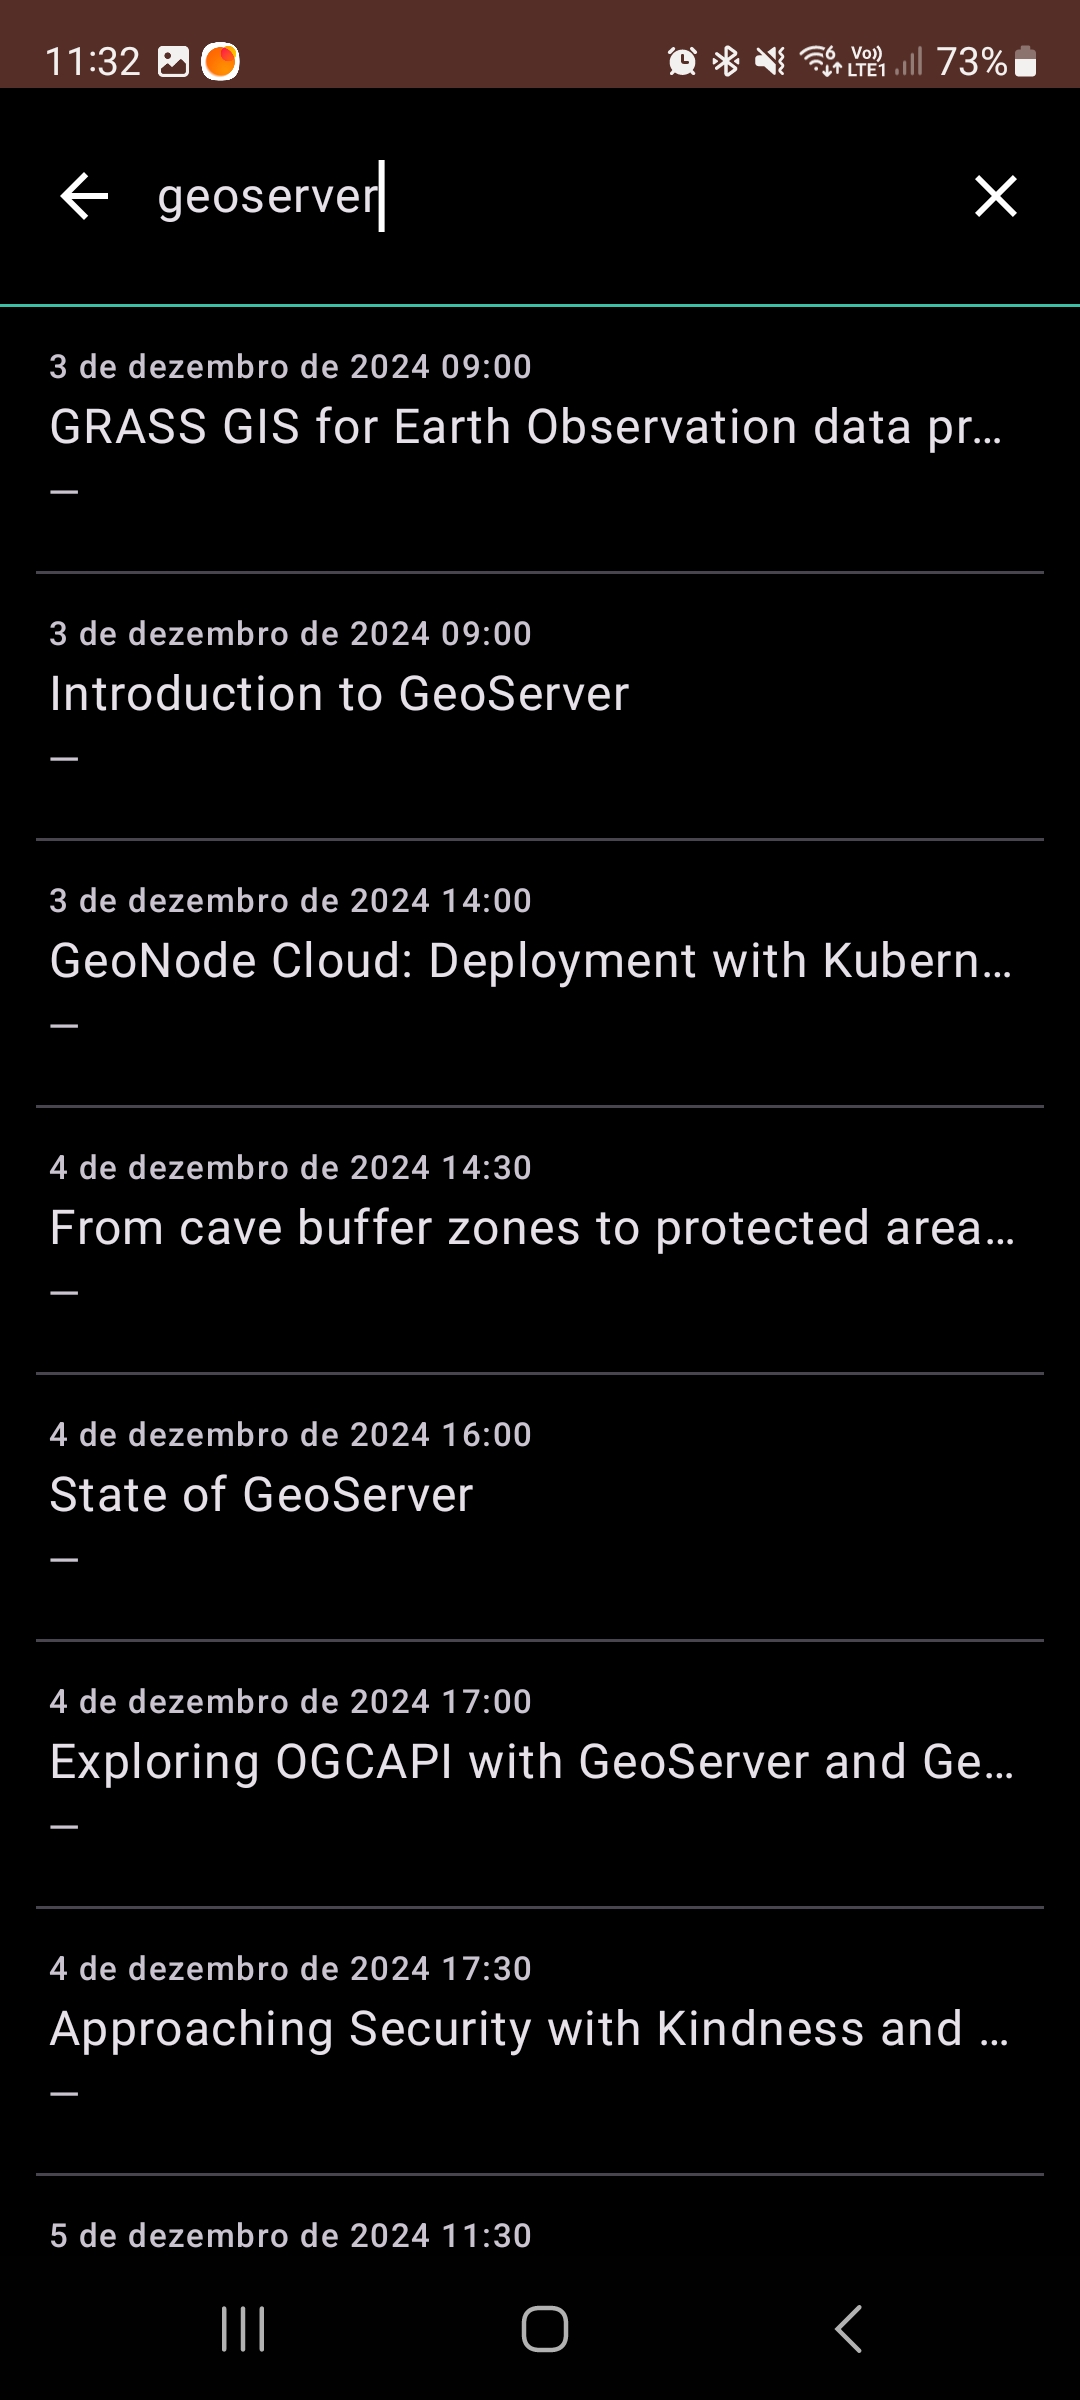 11:32
6 Vo)) LTE1 73%
geoserver
3 de dezembro de 2024 09:00
GRASS GIS for Earth Observation data pr...
—
3 de dezembro de 2024 09:00
Introduction to GeoServer
—
3 de dezembro de 2024 14:00
GeoNode Cloud: Deployment with Kubern...
—
4 de dezembro de 2024 14:30
From cave buffer zones to protected area...
—
4 de dezembro de 2024 16:00
State of GeoServer
—
4 de dezembro de 2024 17:00
Exploring OGCAPI with GeoServer and Ge...
—
4 de dezembro de 2024 17:30
Approaching Security with Kindness and ...
—
5 de dezembro de 2024 11:30